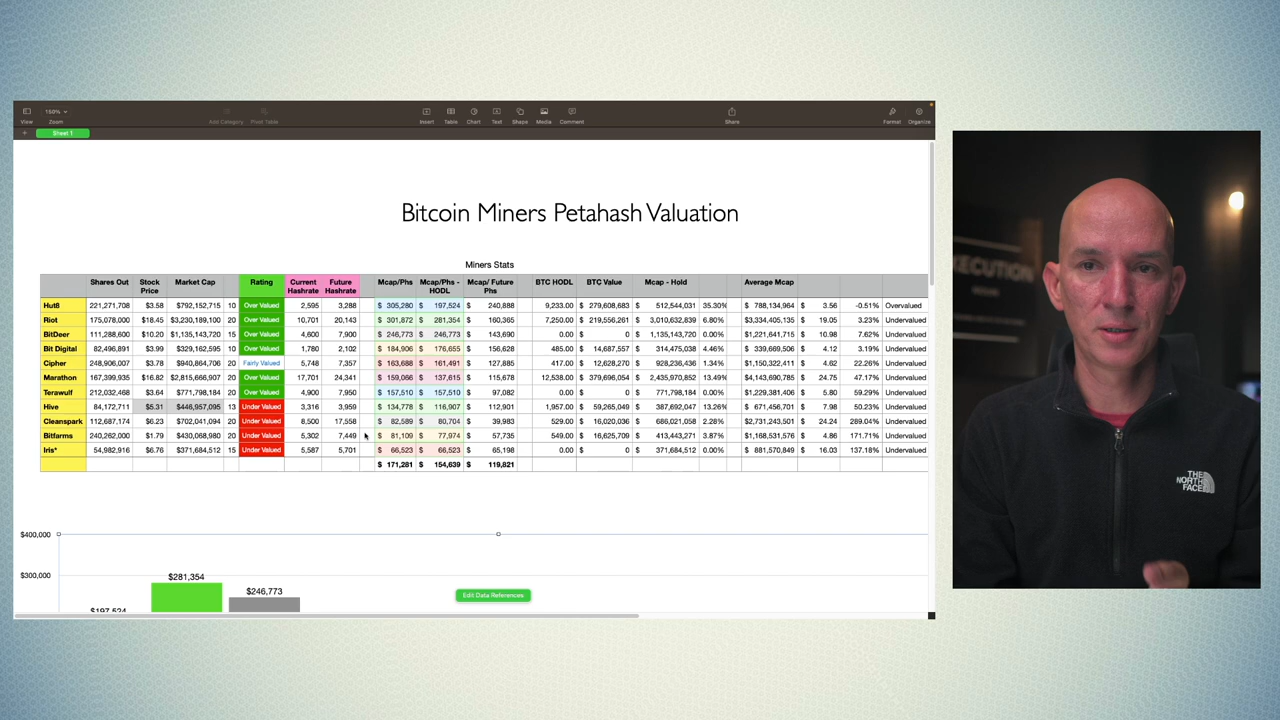 View
150%
Zoom
Add Category
Pivot Table
Insert
Table
Chart
Text
Shape
Media
Comment
Share
Format
Organize
+
Sheet 1
Bitcoin Miners Petahash Valuation
Miners Stats
Shares Out Stock Price Market Cap Rating Current Hashrate Future Hashrate Mcap/Phs Mcap/Phs - HODL Mcap/ Future Phs BTC HODL BTC Value Mcap - Hold Average Mcap
Hut8 221,271,708 $3.58 $792,152,715 10 Over Valued 2,595 3,288 $ 305,280 $ 197,524 $ 240,888 9,233.00 $ 279,608,683 $ 512,544,031 35.30% $ 788,134,964 $ 3.56 -0.51% Overvalued
Riot 175,078,000 $18.45 $3,230,189,100 20 Over Valued 10,701 20,143 $ 301,872 $ 281,354 $ 160,365 7,250.00 $ 219,556,261 $ 3,010,632,839 6.80% $ 3,334,405,135 $ 19.05 3.23% Undervalued
BitDeer 111,288,600 $10.20 $1,135,143,720 15 Over Valued 4,600 7,900 $ 246,773 $ 246,773 $ 143,690 0.00 $ 0 $ 1,135,143,720 0.00% $ 1,221,641,715 $ 10.98 7.62% Undervalued
Bit Digital 82,496,891 $3.99 $329,162,595 10 Over Valued 1,780 2,102 $ 184,906 $ 176,655 $ 156,628 485.00 $ 14,687,557 $ 314,475,038 4.46% $ 339,669,506 $ 4.12 3.19% Undervalued
Cipher 248,906,007 $3.78 $940,864,706 20 Fairly Valued 5,748 7,357 $ 163,688 $ 161,491 $ 127,885 417.00 $ 12,628,270 $ 928,236,436 1.34% $ 1,150,322,411 $ 4.62 22.26% Undervalued
Marathon 167,399,935 $16.82 $2,815,666,907 20 Over Valued 17,701 24,341 $ 159,066 $ 137,615 $ 115,678 12,538.00 $ 379,696,054 $ 2,435,970,852 13.49% $ 4,143,690,785 $ 24.75 47.17% Undervalued
Terawulf 212,032,468 $3.64 $771,798,184 20 Over Valued 4,900 7,950 $ 157,510 $ 157,510 $ 97,082 0.00 $ 0 $ 771,798,184 0.00% $ 1,229,381,406 $ 5.80 59.29% Undervalued
Hive 84,172,711 $5.31 $446,957,095 13 Under Valued 3,316 3,959 $ 134,778 $ 116,907 $ 112,901 1,957.00 $ 59,265,049 $ 387,692,047 13.26% $ 671,456,701 $ 7.98 50.23% Undervalued
Cleanspark 112,687,174 $6.23 $702,041,094 20 Under Valued 8,500 17,558 $ 82,589 $ 80,704 $ 39,983 529.00 $ 16,020,036 $ 686,021,058 2.28% $ 2,731,243,501 $ 24.24 289.04% Undervalued
Bitfarms 240,262,000 $1.79 $430,068,980 20 Under Valued 5,302 7,449 $ 81,109 $ 77,974 $ 57,735 549.00 $ 16,625,709 $ 413,443,271 3.87% $ 1,168,531,576 $ 4.86 171.71% Undervalued
Iris* 54,982,916 $6.76 $371,684,512 15 Under Valued 5,587 5,701 $ 66,523 $ 66,523 $ 65,198 0.00 $ 0 $ 371,684,512 0.00% $ 881,570,849 $ 16.03 137.18% Undervalued
$ 171,281 $ 154,639 $ 119,821
$400,000
$300,000
$281,354
$246,773
$197,524
Edit Data References
THE
NORTH
FACE